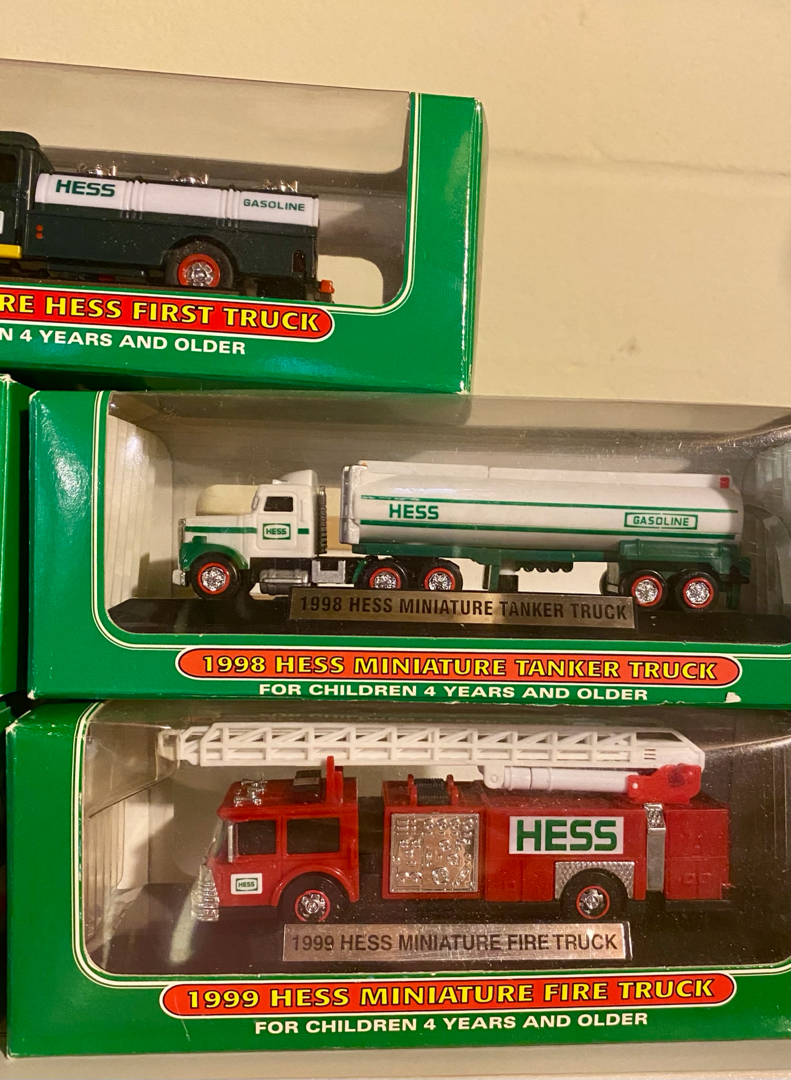 HESS
GASOLINE
RE HESS FIRST TRUCK
N 4 YEARS AND OLDER
HESS
HESS
GASOLINE
1998 HESS MINIATURE TANKER TRUCK
1998 HESS MINIATURE TANKER TRUCK
FOR CHILDREN 4 YEARS AND OLDER
HESS
HESS
1999 HESS MINIATURE FIRE TRUCK
1999 HESS MINIATURE FIRE TRUCK
FOR CHILDREN 4 YEARS AND OLDER